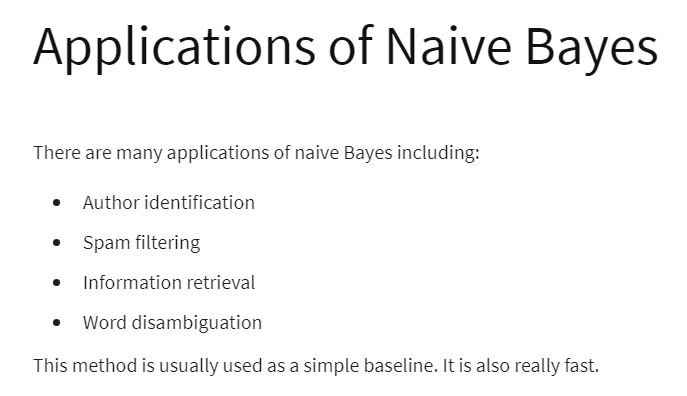 Applications of Naive Bayes
There are many applications of naive Bayes including:
• Author identification
• Spam filtering
• Information retrieval
• Word disambiguation
This method is usually used as a simple baseline. It is also really fast.